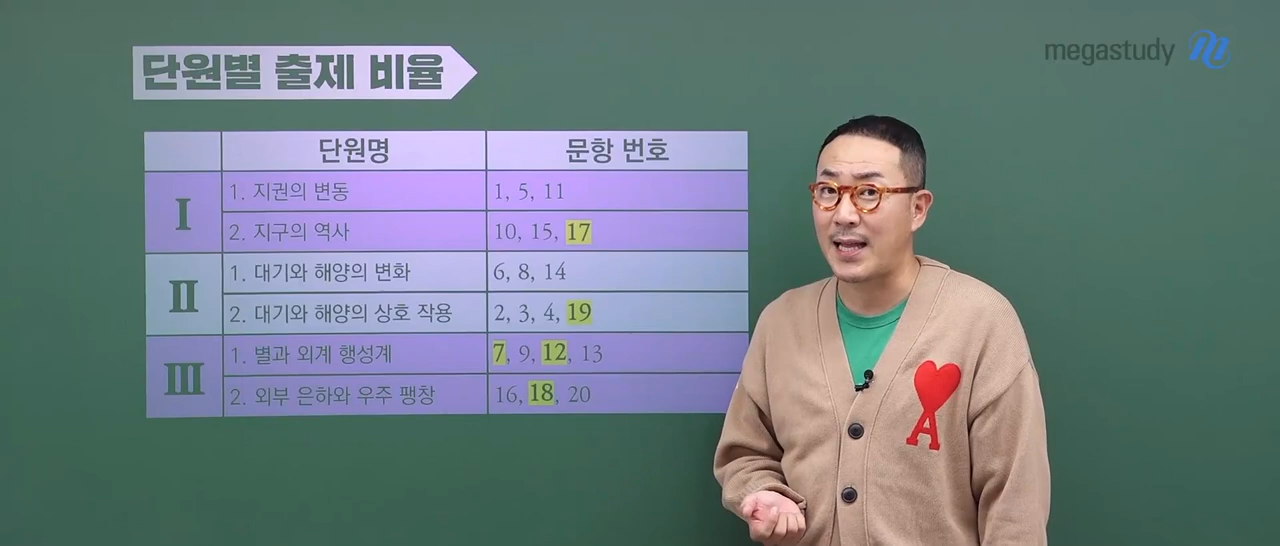 megastudy
단원별 출제 비율
단원명 문항 번호
Ⅰ
1. 지권의 변동 1, 5, 11
2. 지구의 역사 10, 15, 17
Ⅱ
1. 대기와 해양의 변화 6, 8, 14
2. 대기와 해양의 상호 작용 2, 3, 4, 19
Ⅲ
1. 별과 외계 행성계 7, 9, 12, 13
2. 외부 은하와 우주 팽창 16, 18, 20
A